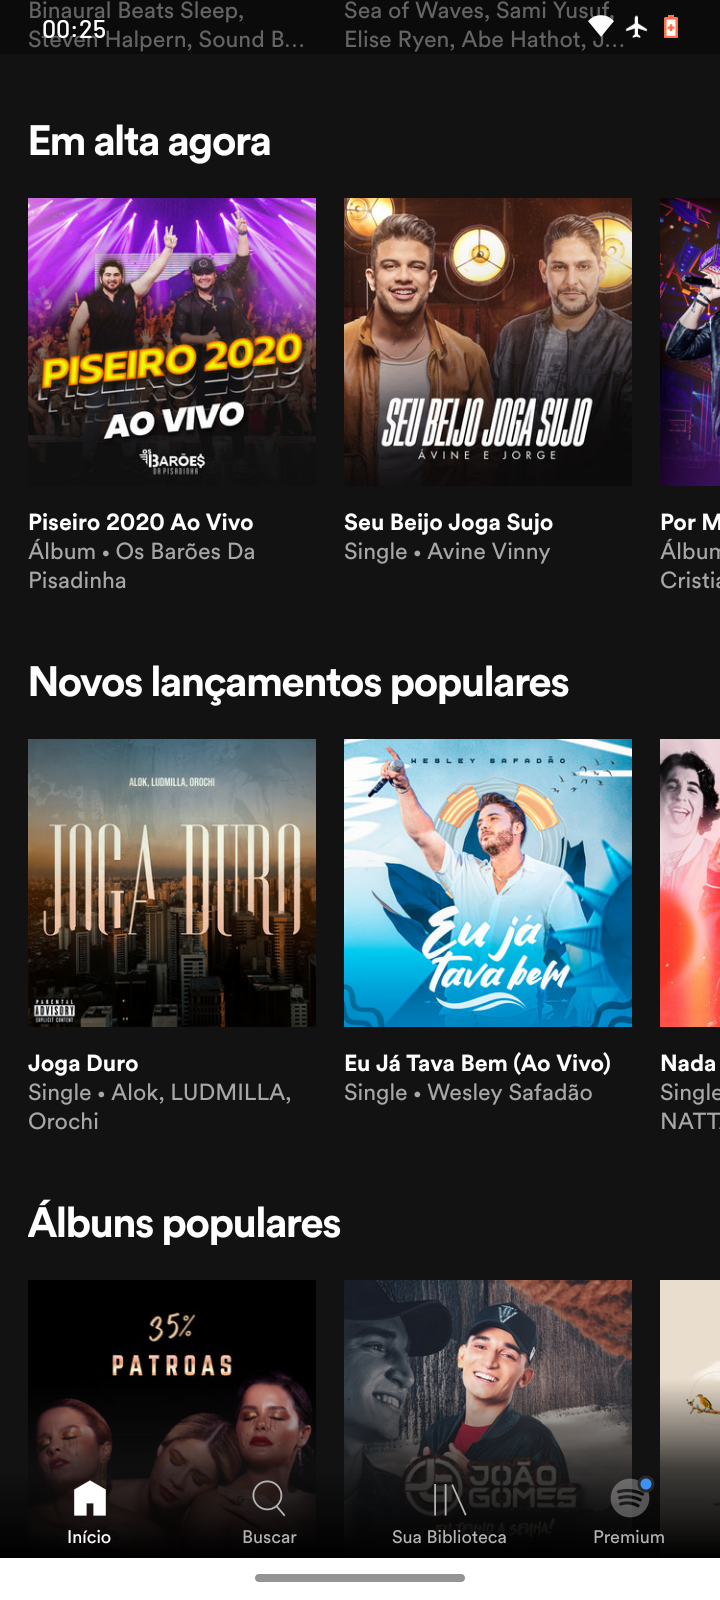 Binaural Beats Sleep,
Sea of Waves, Sami Yusuf,
00:25
Steven Halpern, Sound B...
Elise Ryen, Abe Hathot, J...
Em alta agora
PISEIRO 2020
AO VIVO
OS BARÕE$
DA PISADINHA
SEU BEIJO JOGA SUJO
ÁVINE E JORGE
Piseiro 2020 Ao Vivo
Álbum • Os Barões Da
Pisadinha
Seu Beijo Joga Sujo
Single • Avine Vinny
Por M
Álbum
Cristia
Novos lançamentos populares
ALOK, LUDMILLA, OROCHI
JOGA DURO
PARENTAL
ADVISORY
EXPLICIT CONTENT
WESLEY SAFADÃO
Eu já
Tava bem
Joga Duro
Single • Alok, LUDMILLA,
Orochi
Eu Já Tava Bem (Ao Vivo)
Single • Wesley Safadão
Nada
Single
NATT
Álbuns populares
35%
PATROAS
JOÃO
GOMES
EU TENHO A SENHA!
Início
Buscar
Sua Biblioteca
Premium